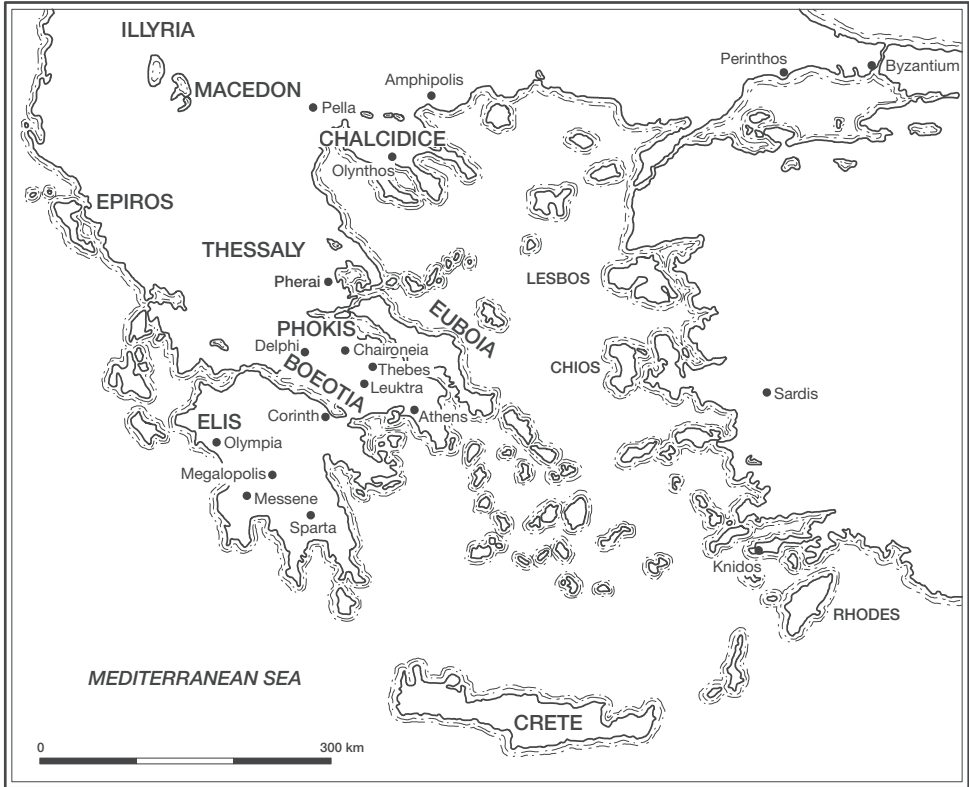 ILLYRIA
Perinthos
Byzantium
Amphipolis
MACEDON
Pella
CHALCIDICE
Olynthos
EPIROS
THESSALY
LESBOS
Pherai
EUBOIA
PHOKIS
Delphi
Chaironeia
BOEOTIA
Thebes
CHIOS
Leuktra
Sardis
Corinth
Athens
ELIS
Olympia
Megalopolis
Messene
Sparta
Knidos
RHODES
MEDITERRANEAN SEA
CRETE
0
300 km